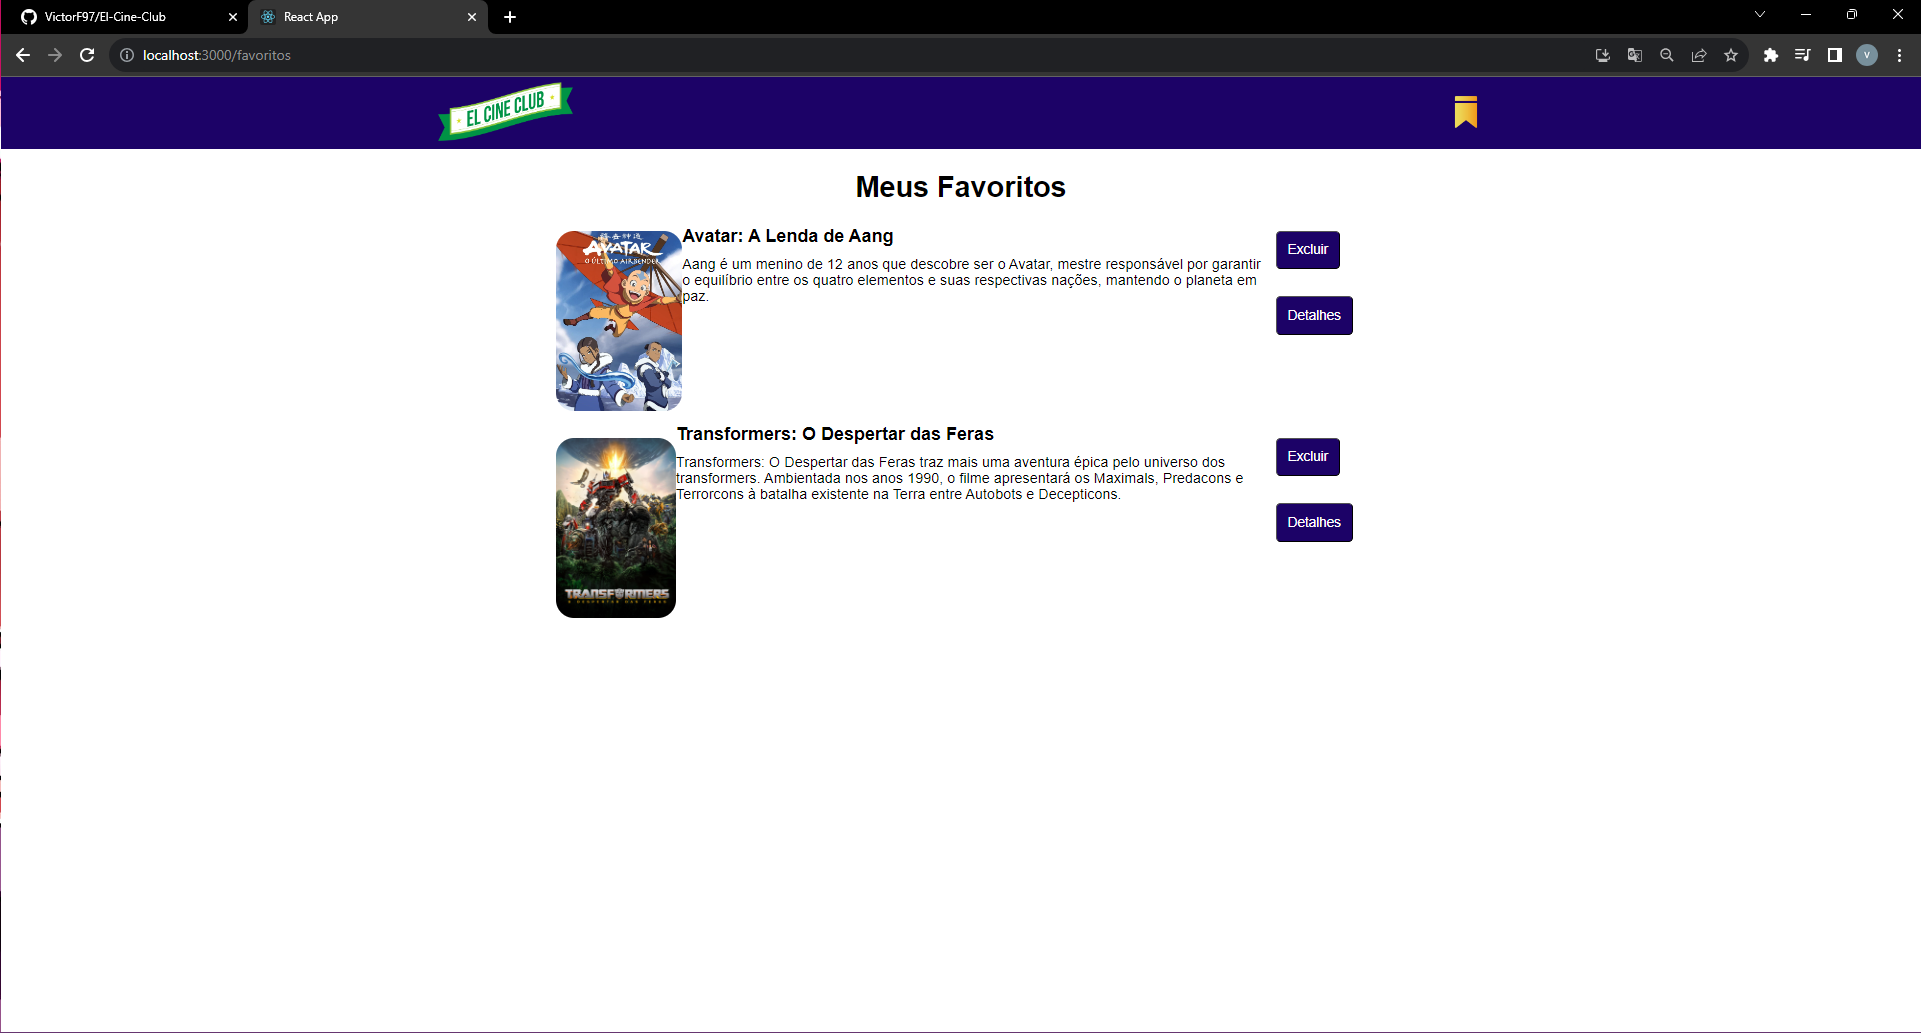 VictorF97/El-Cine-Club
React App
localhost:3000/favoritos
V
EL CINE CLUB
Meus Favoritos
AVATAR
Avatar: A Lenda de Aang
Aang é um menino de 12 anos que descobre ser o Avatar, mestre responsável por garantir
o equilíbrio entre os quatro elementos e suas respectivas nações, mantendo o planeta em
paz.
Excluir
Detalhes
TRANSFORMERS
Transformers: O Despertar das Feras
Transformers: O Despertar das Feras traz mais uma aventura épica pelo universo dos
transformers. Ambientada nos anos 1990, o filme apresentará os Maximals, Predacons e
Terrorcons à batalha existente na Terra entre Autobots e Decepticons.
Excluir
Detalhes